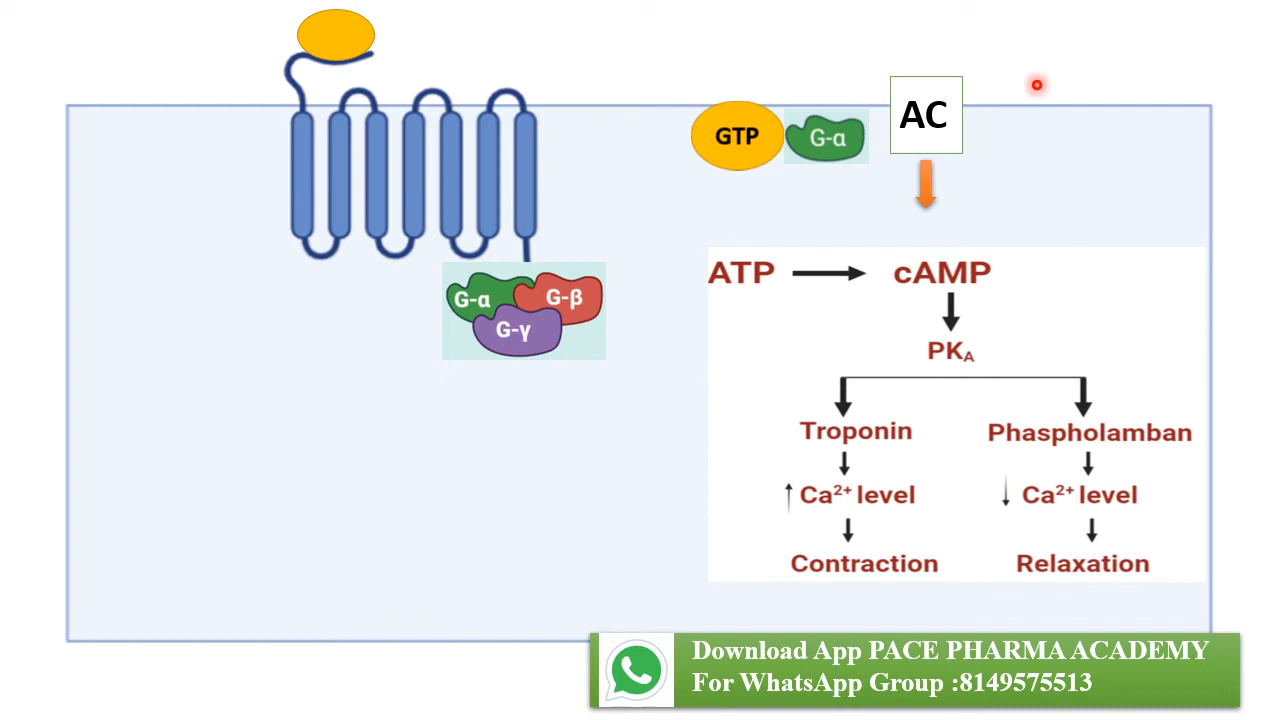 GTP
G-α
AC
G-α
G-β
G-γ
ATP
cAMP
PKA
Troponin
Phaspholamban
↑ Ca²⁺ level
↓ Ca²⁺ level
Contraction
Relaxation
Download App PACE PHARMA ACADEMY
For WhatsApp Group :8149575513